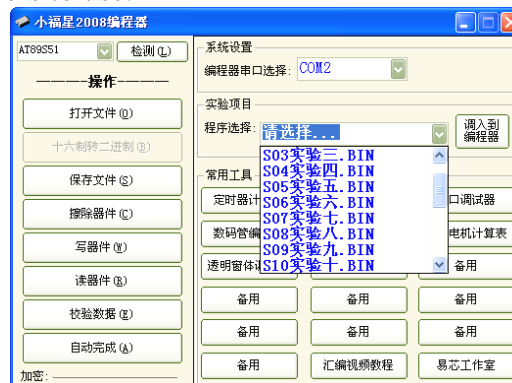 小福星2008编程器
AT89S51
检测(L)
————操作————
打开文件(O)
十六制转二进制(B)
保存文件(S)
擦除器件(C)
写器件(W)
读器件(R)
校验数据(E)
自动完成(A)
加密:
系统设置
编程器串口选择: COM2
实验项目
程序选择: 请选择...
调入到
编程器
S03实验三.BIN
S04实验四.BIN
S05实验五.BIN
S06实验六.BIN
S07实验七.BIN
S08实验八.BIN
S09实验九.BIN
S10实验十.BIN
常用工具
定时器计
口调试器
数码管编
电机计算表
透明窗体
备用
备用 备用 备用
备用 备用 备用
备用 汇编视频教程 易芯工作室